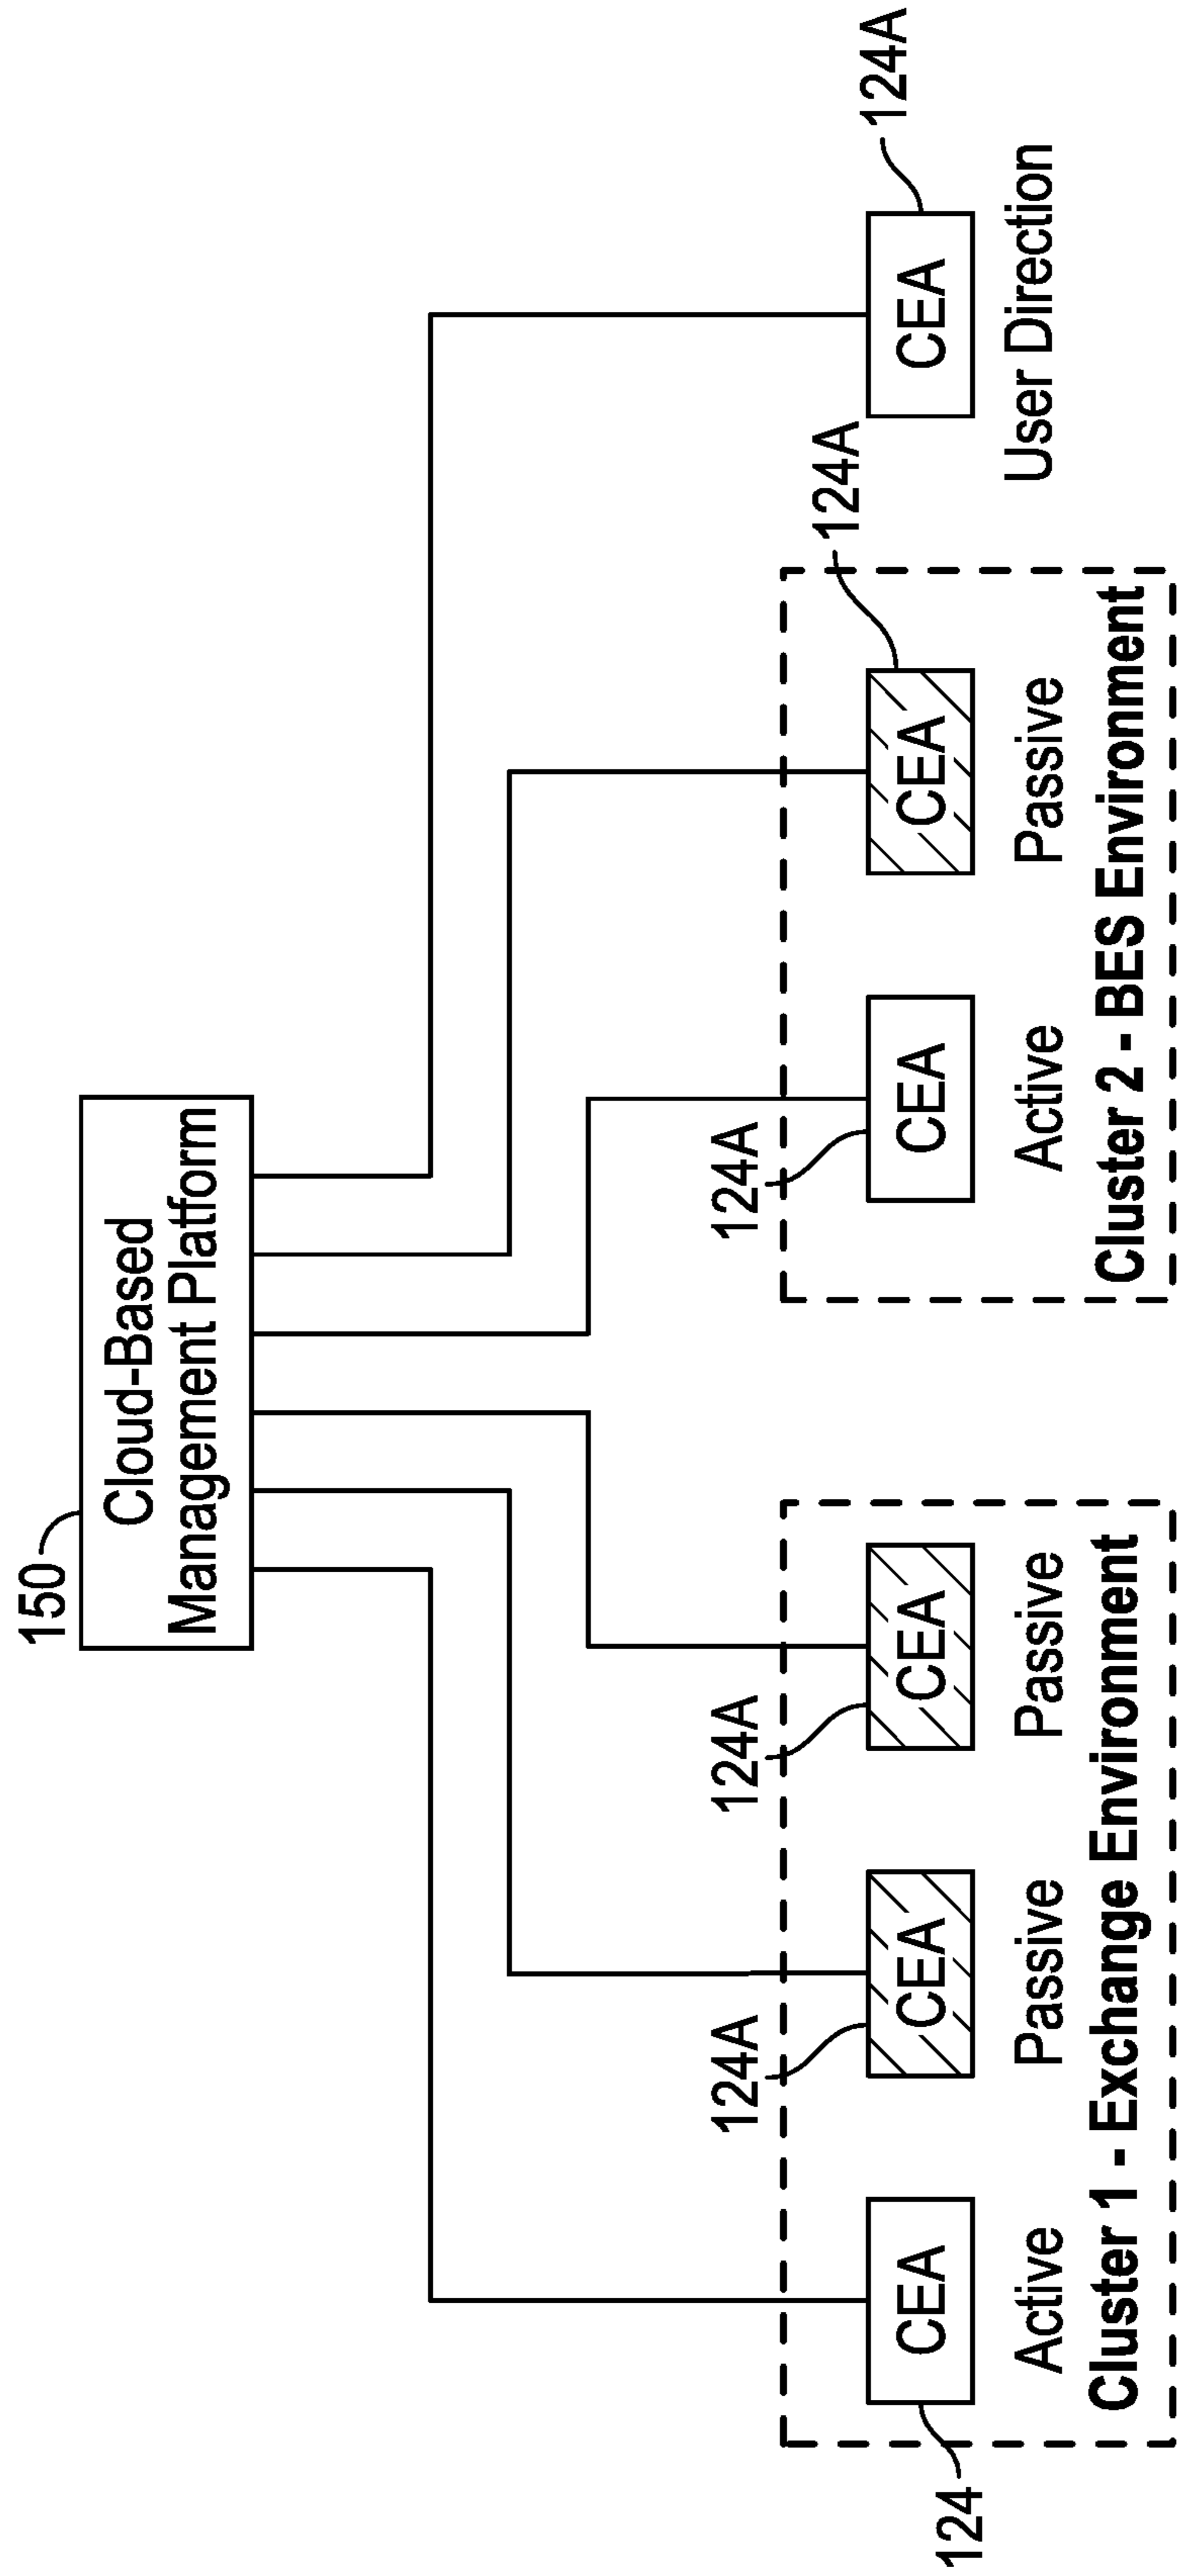 150
Cloud-Based
Management Platform
124
CEA
Active
124A
CEA
Passive
124A
CEA
Passive
Cluster 1 - Exchange Environment
124A
CEA
Active
124A
CEA
Passive
Cluster 2 - BES Environment
124A
CEA
User Direction